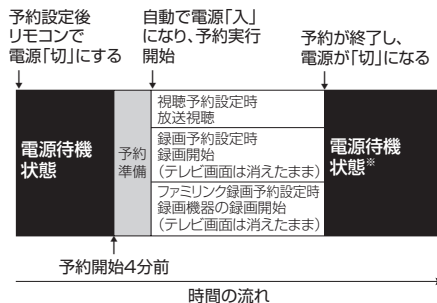 予約設定後
リモコンで
電源「切」にする
自動で電源「入」
になり、予約実行
開始
予約が終了し、
電源が「切」になる
電源待機
状態
予約
準備
視聴予約設定時
放送視聴
録画予約設定時
録画開始
(テレビ画面は消えたまま)
ファミリンク録画予約設定時
録画機器の録画開始
(テレビ画面は消えたまま)
電源待機
状態※
予約開始4分前
時間の流れ